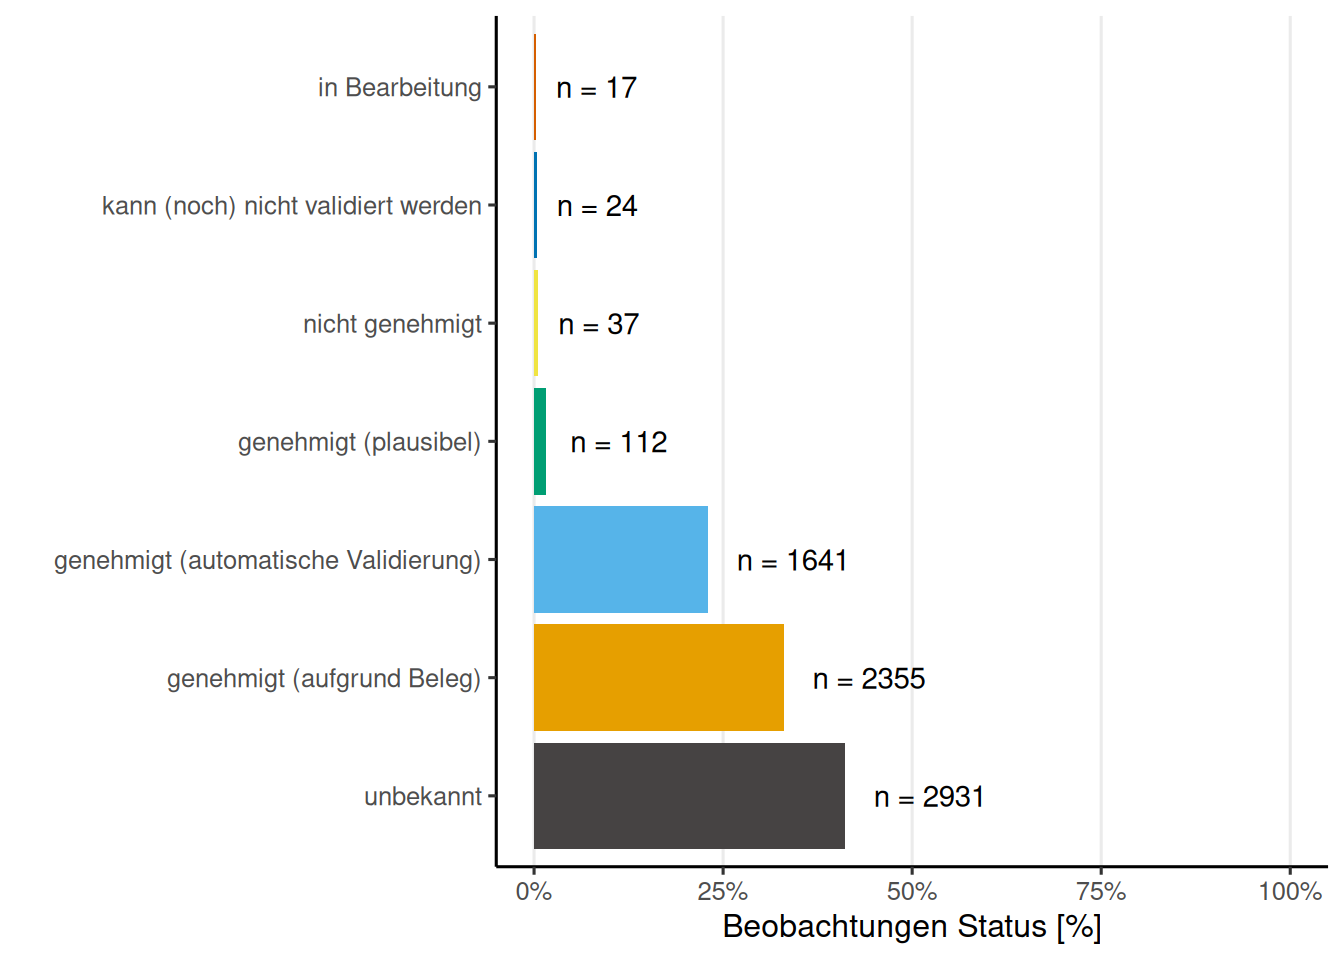 in Bearbeitung
n = 17
kann (noch) nicht validiert werden
n = 24
nicht genehmigt
n = 37
genehmigt (plausibel)
n = 112
genehmigt (automatische Validierung)
n = 1641
genehmigt (aufgrund Beleg)
n = 2355
unbekannt
n = 2931
0% 25% 50% 75% 100%
Beobachtungen Status [%]